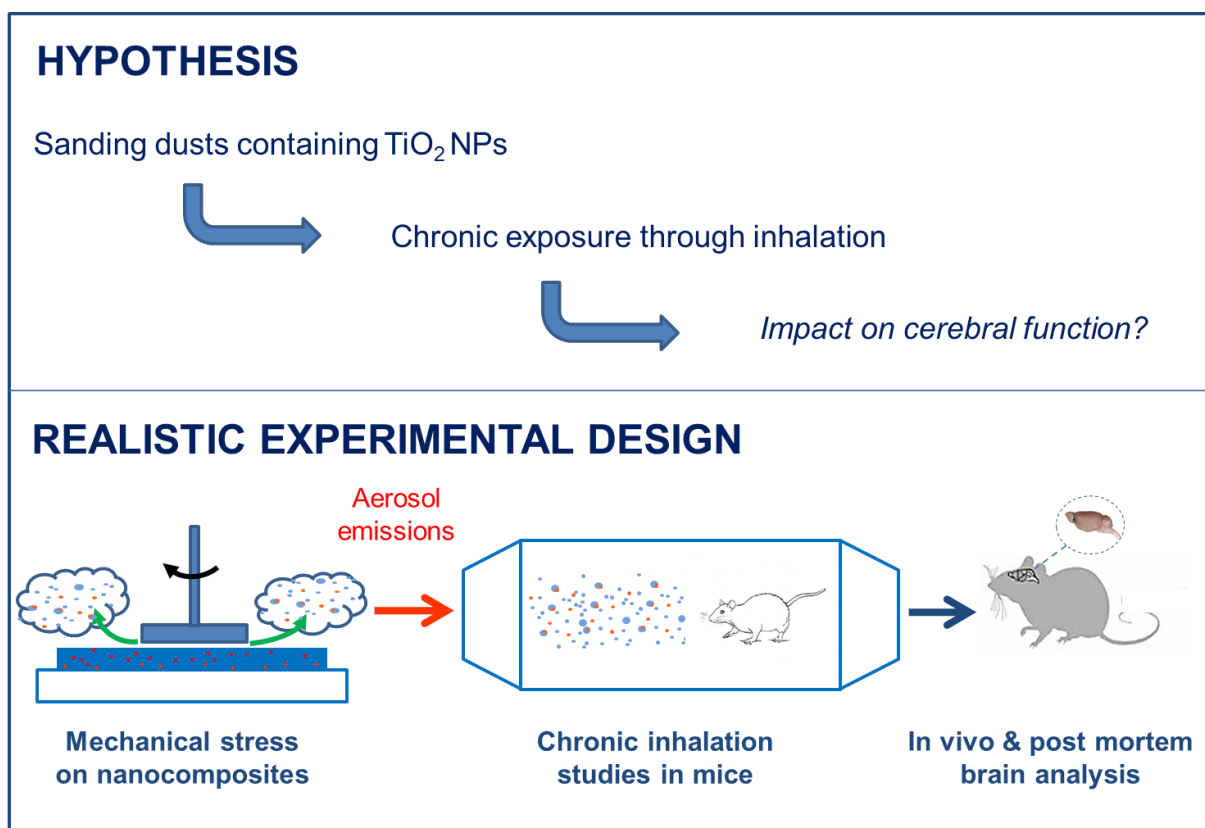 HYPOTHESIS
Sanding dusts containing TiO₂ NPs
Chronic exposure through inhalation
Impact on cerebral function?
REALISTIC EXPERIMENTAL DESIGN
Aerosol
emissions
Mechanical stress
on nanocomposites
Chronic inhalation
studies in mice
In vivo & post mortem
brain analysis